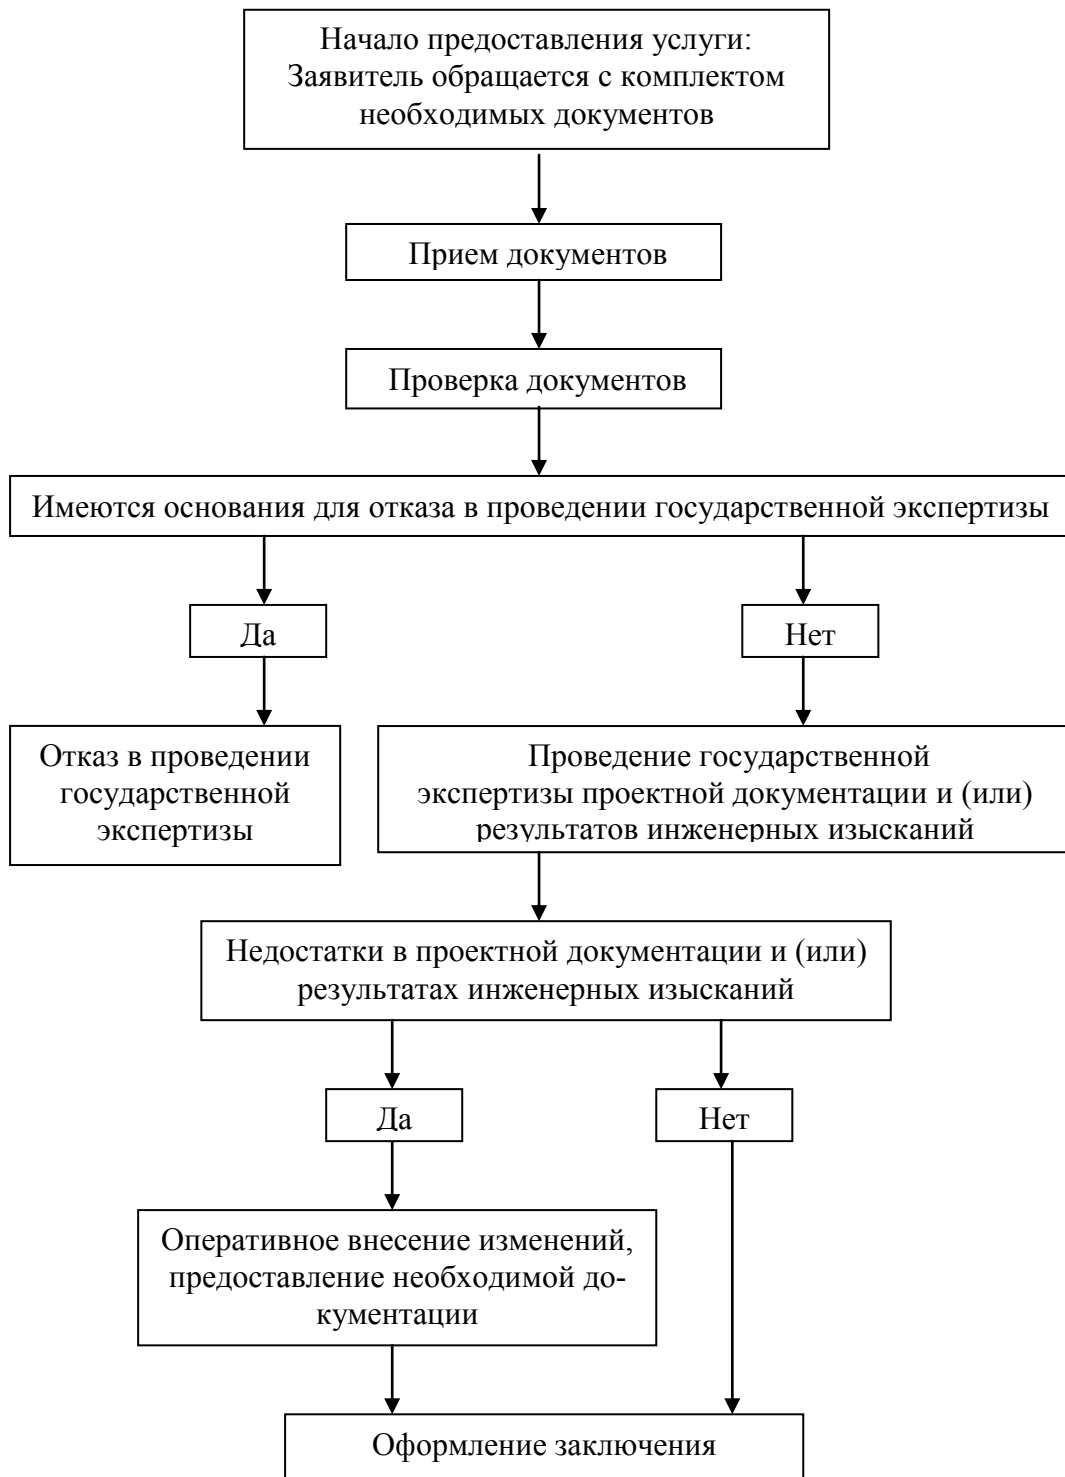 Начало предоставления услуги:
Заявитель обращается с комплектом
необходимых документов
Прием документов
Проверка документов
Имеются основания для отказа в проведении государственной экспертизы
Да
Нет
Отказ в проведении
государственной
экспертизы
Проведение государственной
экспертизы проектной документации и (или)
результатов инженерных изысканий
Недостатки в проектной документации и (или)
результатах инженерных изысканий
Да
Нет
Оперативное внесение изменений,
предоставление необходимой до-
кументации
Оформление заключения